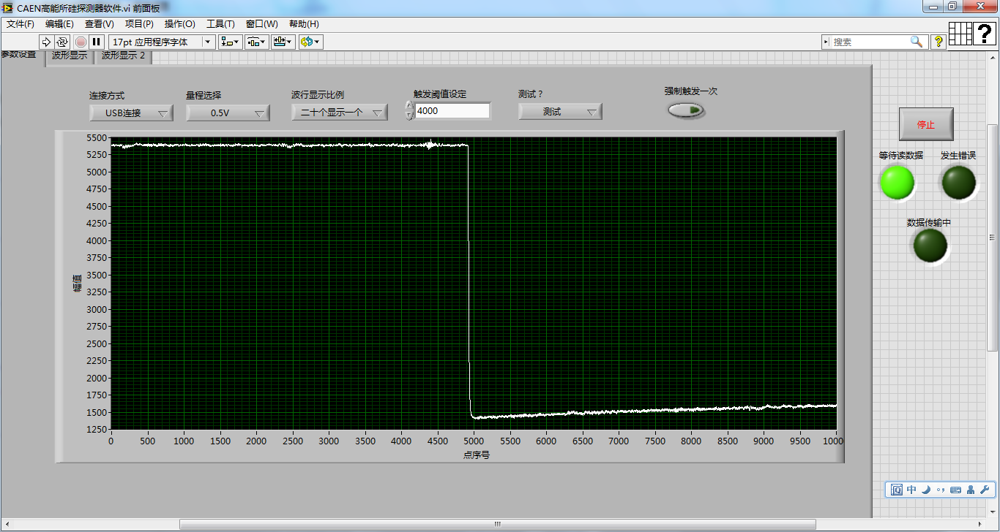 CAEN高能所硅探测器软件.vi 前面板
文件(F) 编辑(E) 查看(V) 项目(P) 操作(O) 工具(T) 窗口(W) 帮助(H)
17pt 应用程序字体 搜索 ? ?
参数设置 波形显示 波形显示 2
连接方式 量程选择 波行显示比例 触发阈值设定 测试？ 强制触发一次
USB连接 0.5V 二十个显示一个 4000 测试
停止
等待读数据 发生错误
数据传输中
5500
5250
5000
4750
4500
4250
4000
3750
3500
3250
3000
2750
2500
2250
2000
1750
1500
1250
幅值
0 500 1000 1500 2000 2500 3000 3500 4000 4500 5000 5500 6000 6500 7000 7500 8000 8500 9000 9500 10000
点序号
中